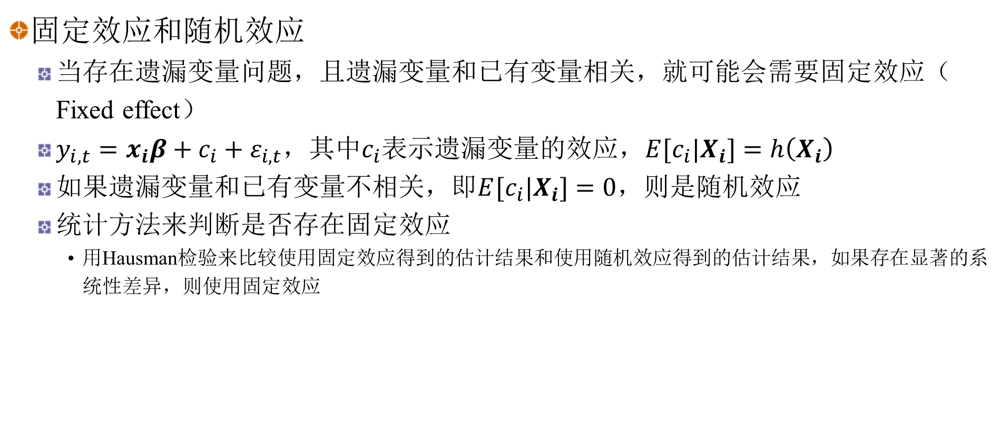 固定效应和随机效应
当存在遗漏变量问题，且遗漏变量和已有变量相关，就可能会需要固定效应（
Fixed effect）
y_{i,t} = x_iβ + c_i + ε_{i,t}，其中c_i表示遗漏变量的效应，E[c_i|X_i] = h(X_i)
如果遗漏变量和已有变量不相关，即E[c_i|X_i] = 0，则是随机效应
统计方法来判断是否存在固定效应
• 用Hausman检验来比较使用固定效应得到的估计结果和使用随机效应得到的估计结果，如果存在显著的系
统性差异，则使用固定效应